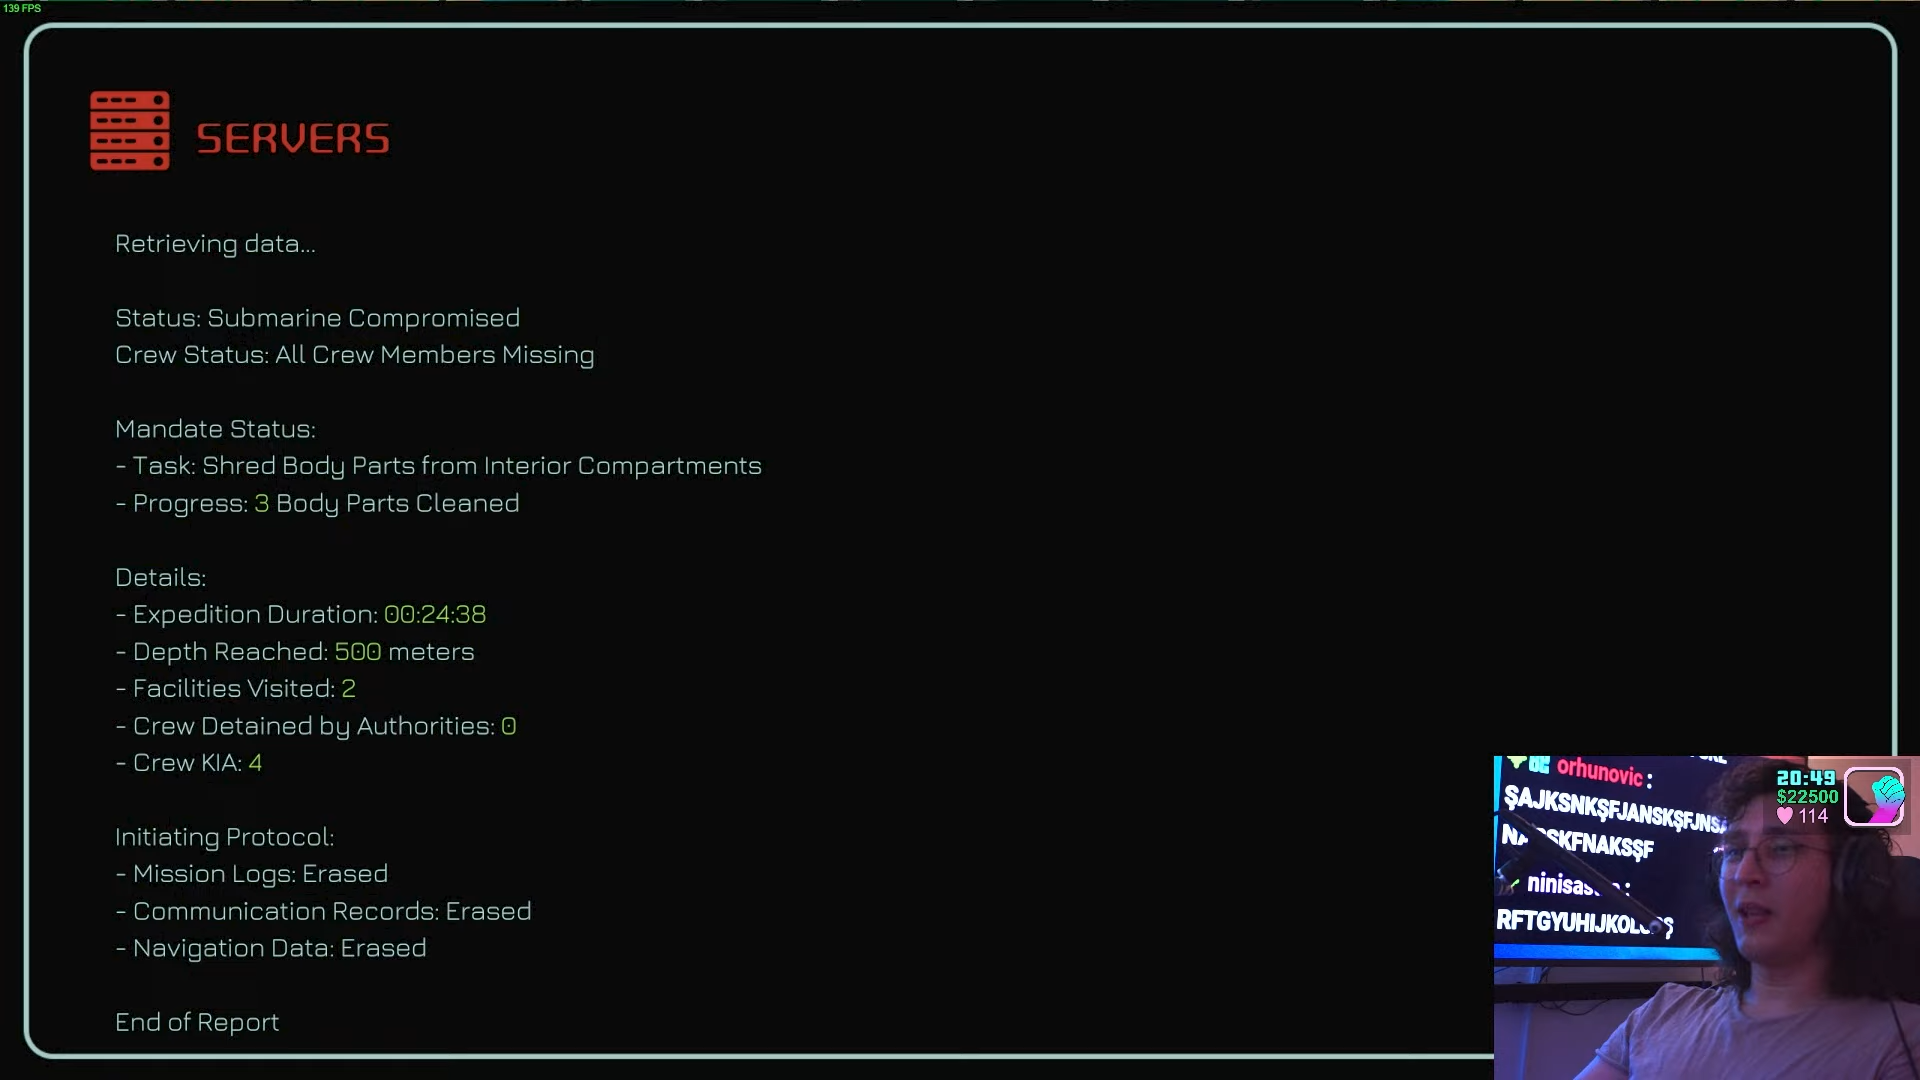 139 FPS
SERVERS
Retrieving data...
Status: Submarine Compromised
Crew Status: All Crew Members Missing
Mandate Status:
- Task: Shred Body Parts from Interior Compartments
- Progress: 3 Body Parts Cleaned
Details:
- Expedition Duration: 00:24:38
- Depth Reached: 500 meters
- Facilities Visited: 2
- Crew Detained by Authorities: 0
- Crew KIA: 4
Initiating Protocol:
- Mission Logs: Erased
- Communication Records: Erased
- Navigation Data: Erased
End of Report
orhunovic :
20:49
$22500
114